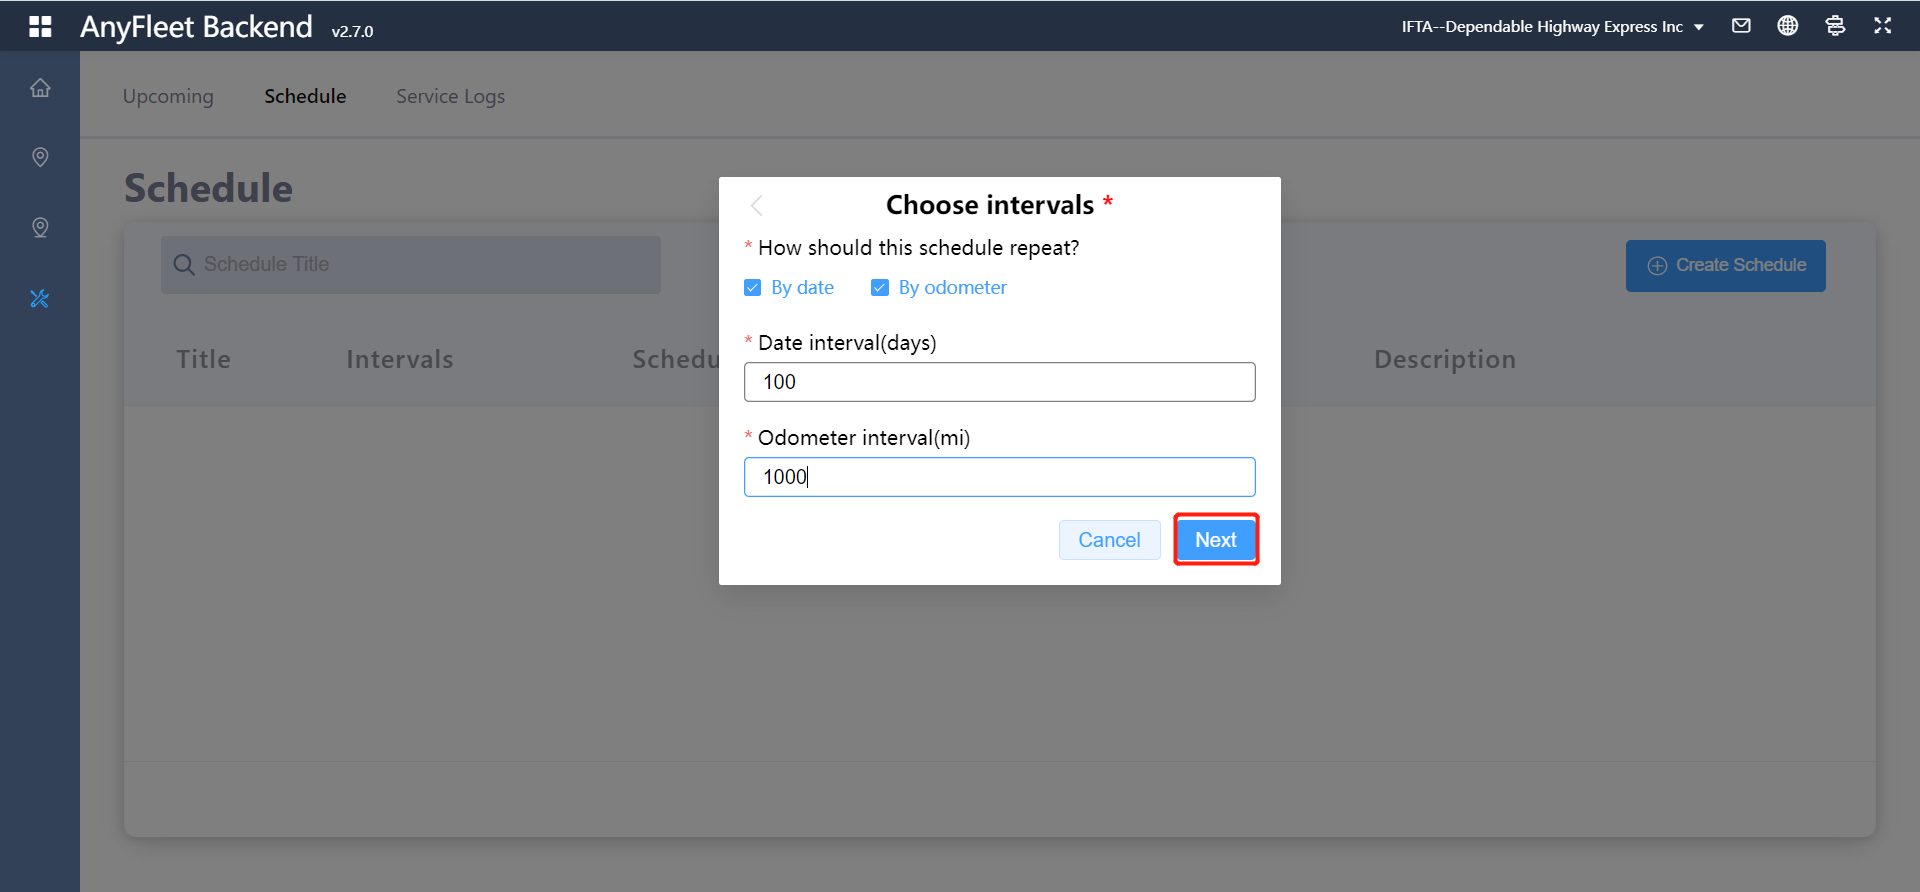 AnyFleet Backend v2.7.0
IFTA--Dependable Highway Express Inc
Upcoming Schedule Service Logs
Schedule
Schedule Title
Create Schedule
Title Intervals Schedu Description
Choose intervals *
* How should this schedule repeat?
By date By odometer
* Date interval(days)
100
* Odometer interval(mi)
1000
Cancel Next